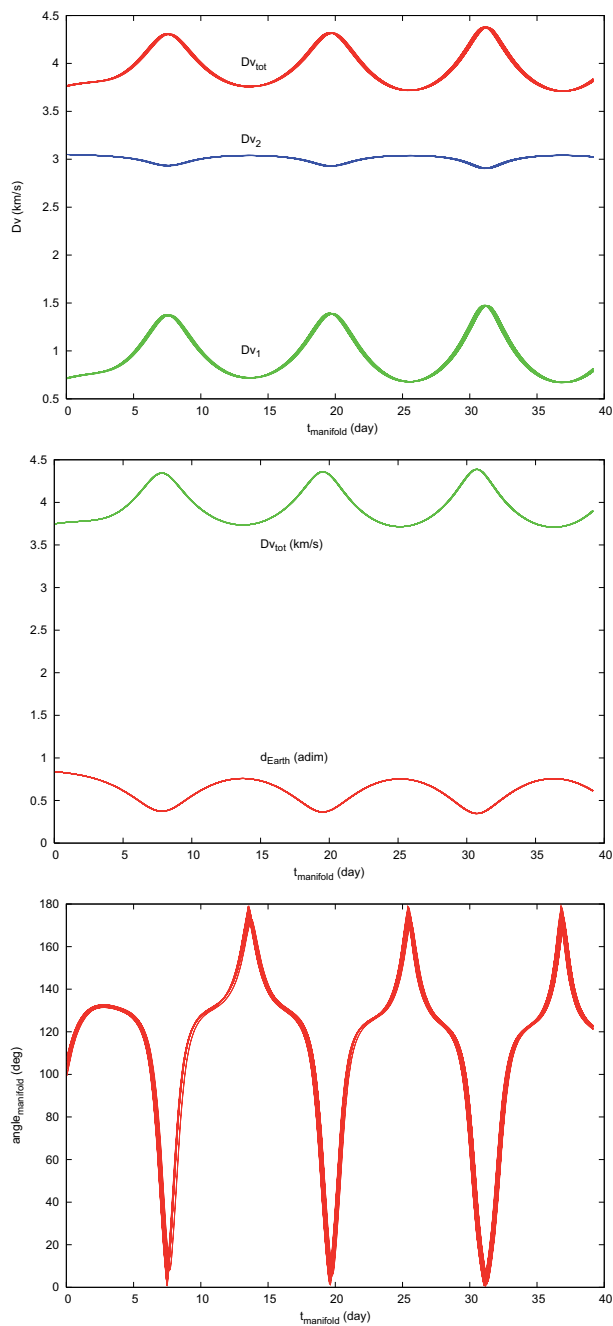 4.5
4
3.5
3
2.5
2
1.5
1
0.5
Dv (km/s)
Dv_tot
Dv_2
Dv_1
0 5 10 15 20 25 30 35 40
t_manifold (day)
4.5
4
3.5
3
2.5
2
1.5
1
0.5
0
Dv_tot (km/s)
d_Earth (adim)
0 5 10 15 20 25 30 35 40
t_manifold (day)
180
160
140
120
100
80
60
40
20
0
angle_manifold (deg)
0 5 10 15 20 25 30 35 40
t_manifold (day)